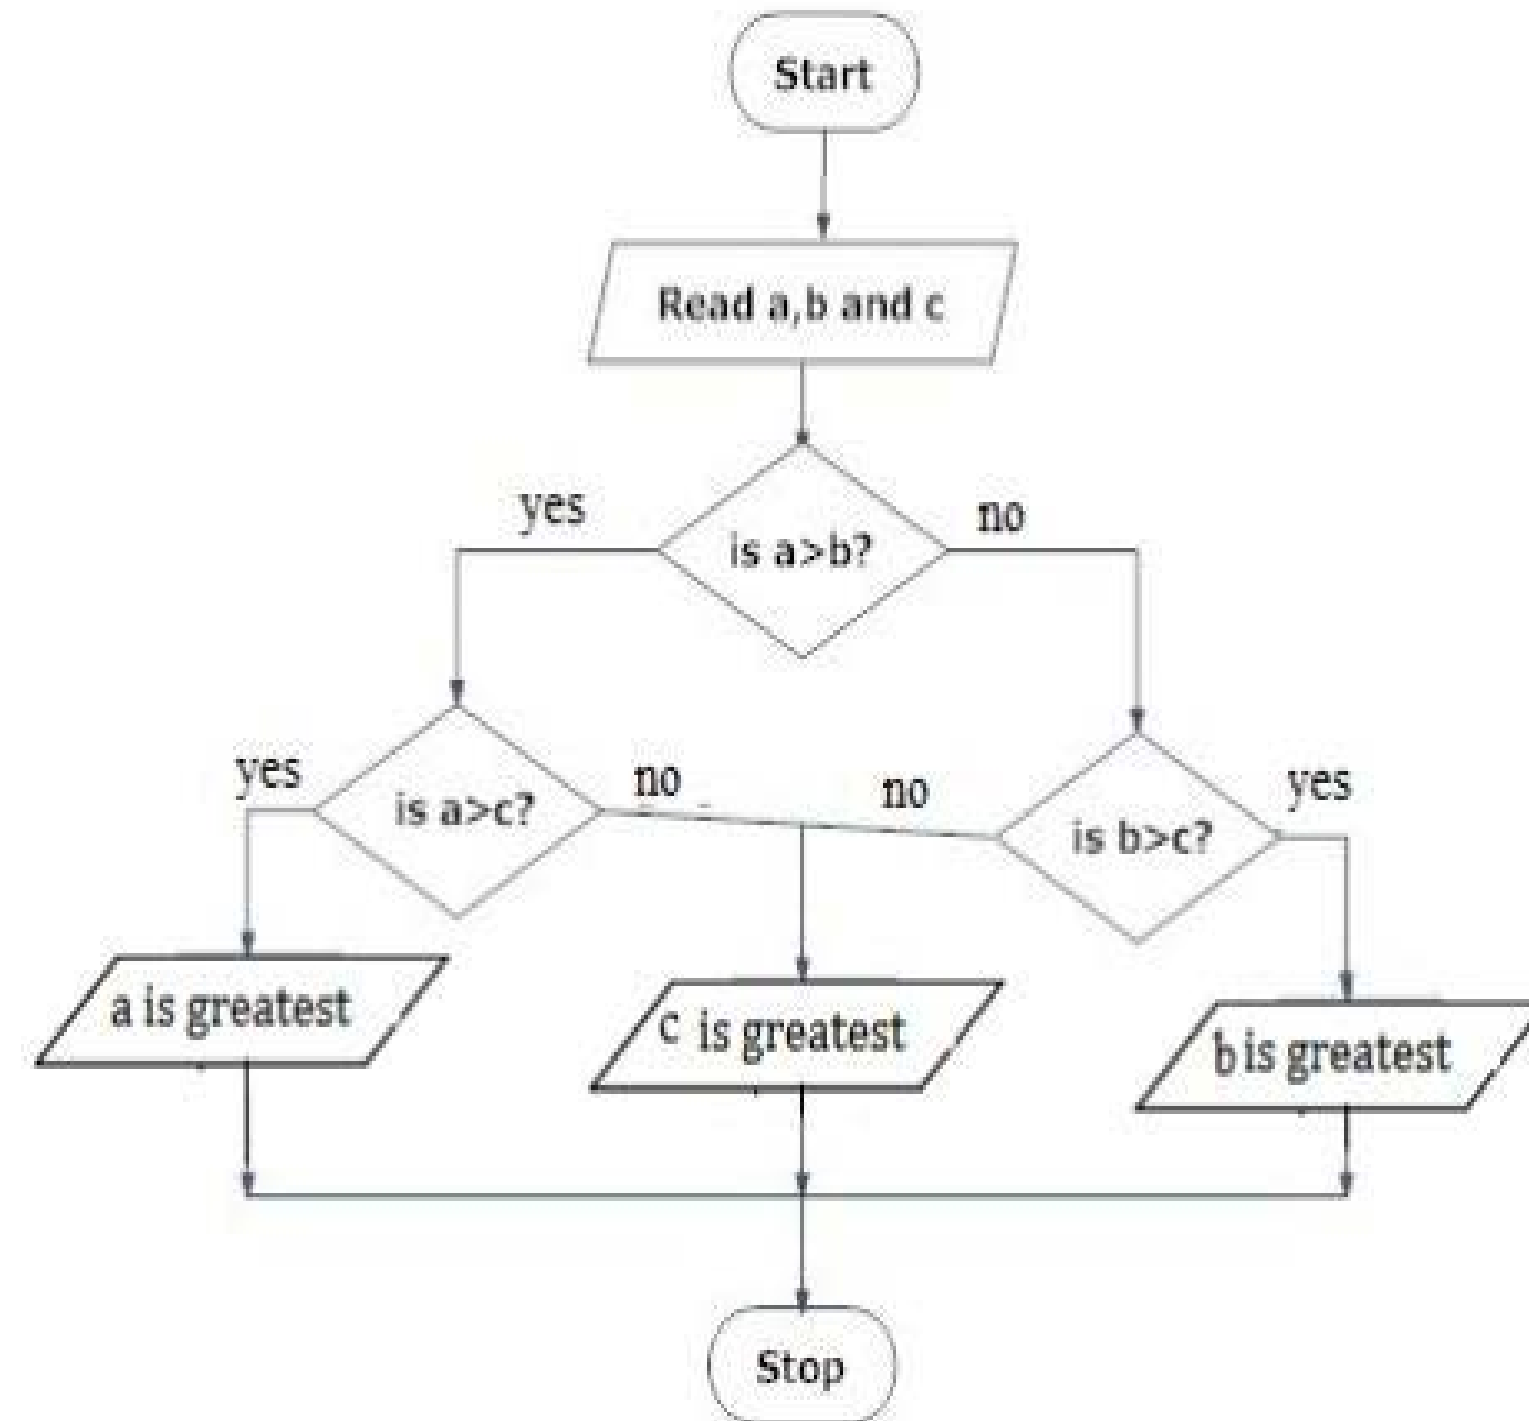 Start
Read a,b and c
yes
no
is a>b?
yes
no
no
yes
is a>c?
is b>c?
a is greatest
C is greatest
b is greatest
Stop